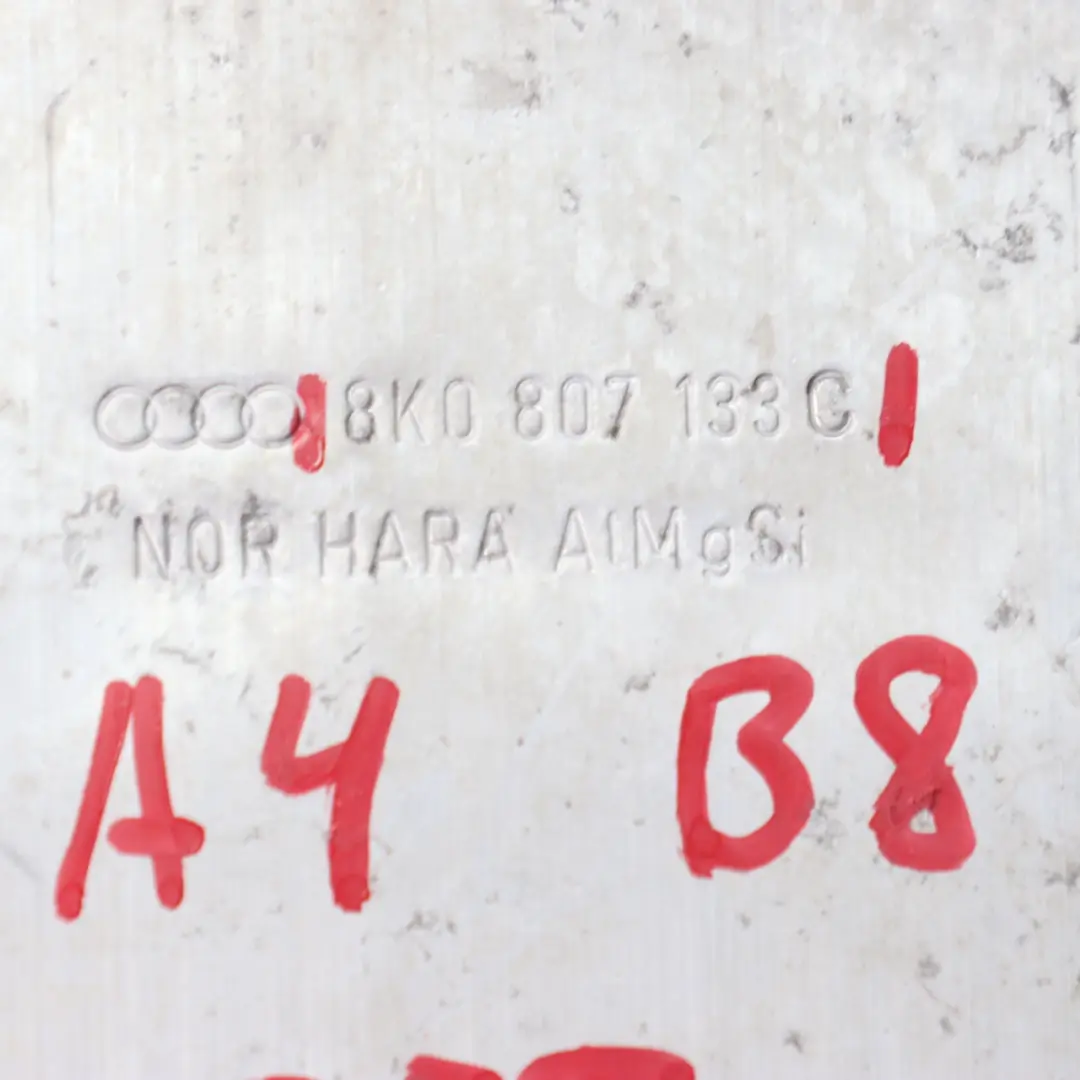 8K0 807 133 C
NOR HARA AlMgSi
A4 B8